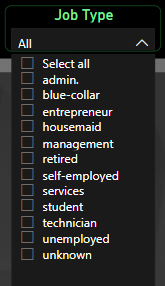 Job Type
All
Select all
admin.
blue-collar
entrepreneur
housemaid
management
retired
self-employed
services
student
technician
unemployed
unknown